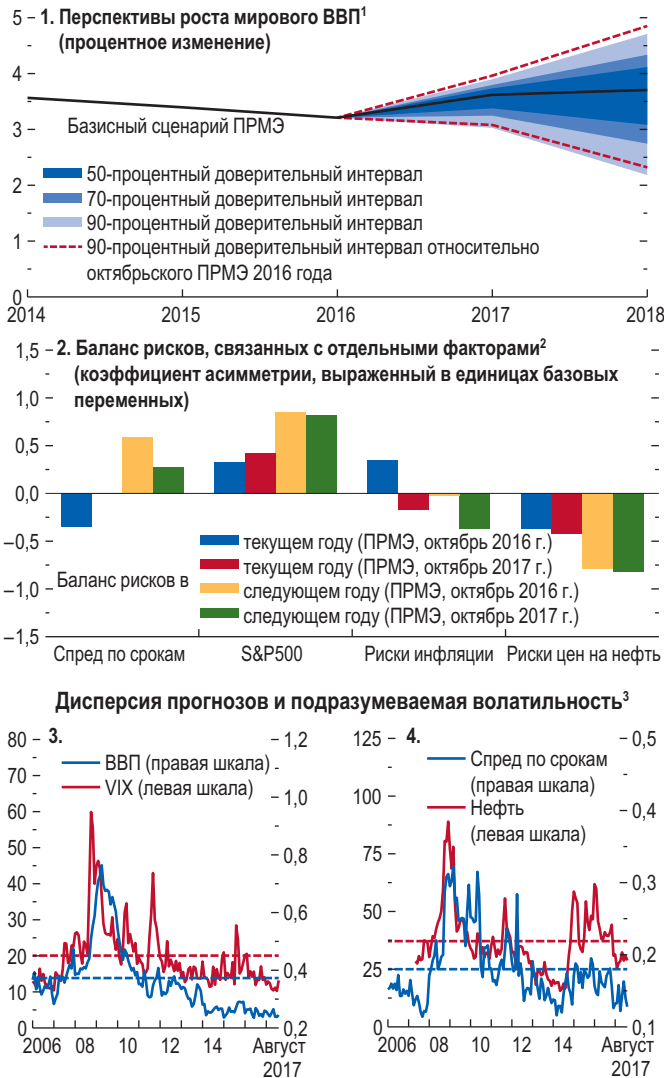 1. Перспективы роста мирового ВВП¹
(процентное изменение)
5
4
3
2
1
0
Базисный сценарий ПРМЭ
50-процентный доверительный интервал
70-процентный доверительный интервал
90-процентный доверительный интервал
90-процентный доверительный интервал относительно
октябрьского ПРМЭ 2016 года
2014 2015 2016 2017 2018
2. Баланс рисков, связанных с отдельными факторами²
(коэффициент асимметрии, выраженный в единицах базовых
переменных)
1,5
1,0
0,5
0,0
–0,5
–1,0
–1,5
Баланс рисков в
текущем году (ПРМЭ, октябрь 2016 г.)
текущем году (ПРМЭ, октябрь 2017 г.)
следующем году (ПРМЭ, октябрь 2016 г.)
следующем году (ПРМЭ, октябрь 2017 г.)
Спред по срокам S&P500 Риски инфляции Риски цен на нефть
Дисперсия прогнозов и подразумеваемая волатильность³
3.
ВВП (правая шкала)
VIX (левая шкала)
80
70
60
50
40
30
20
10
0
1,2
1,0
0,8
0,6
0,4
0,2
2006 08 10 12 14 Август
2017
4.
Спред по срокам
(правая шкала)
Нефть
(левая шкала)
125
100
75
50
25
0
0,5
0,4
0,3
0,2
0,1
2006 08 10 12 14 Август
2017